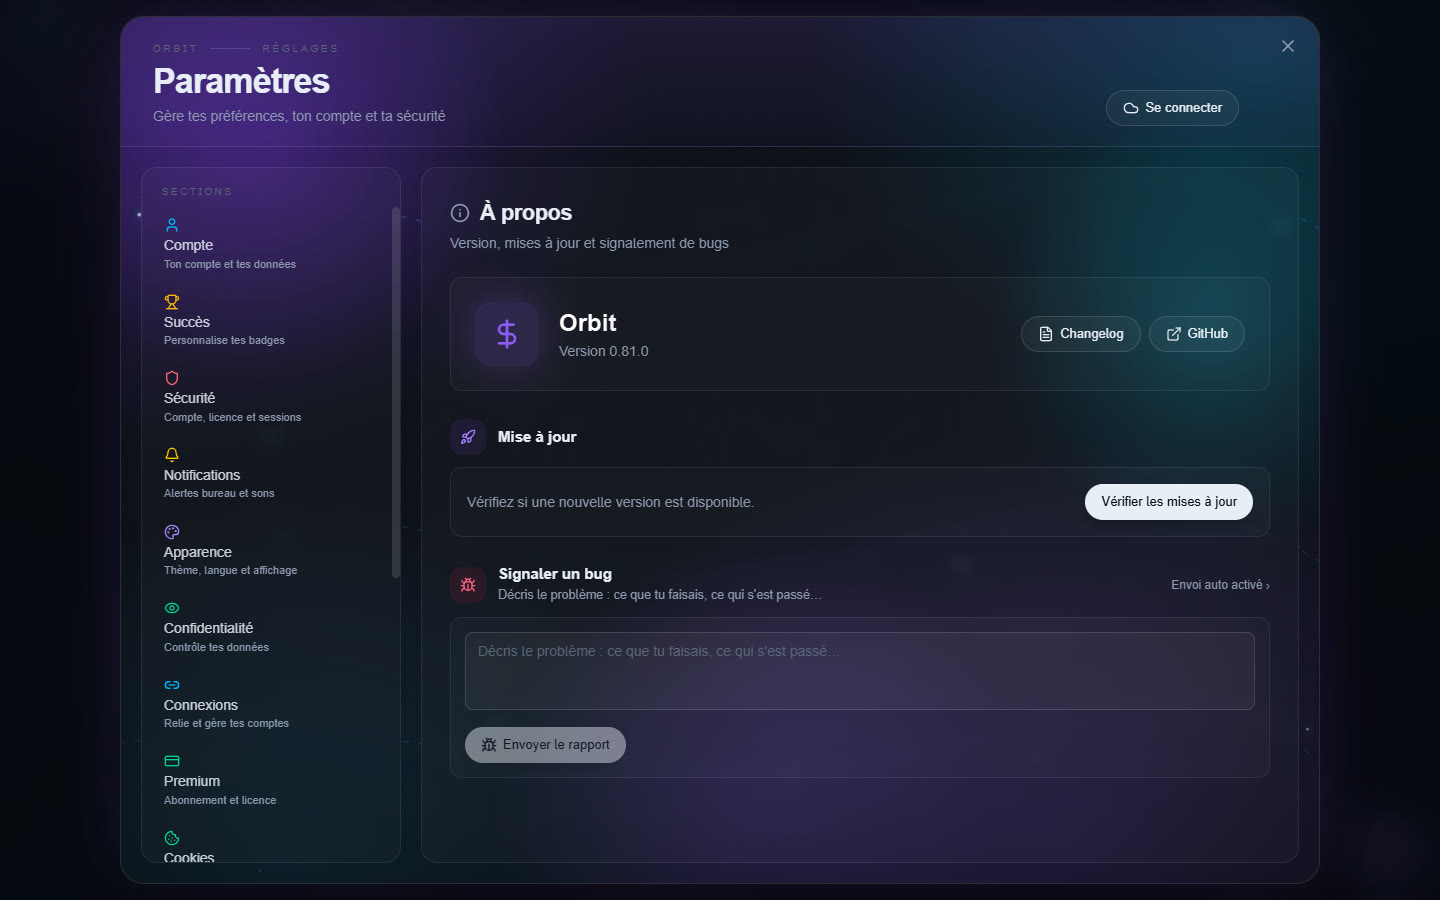 ORBIT RÉGLAGES
Paramètres
Gère tes préférences, ton compte et ta sécurité
Se connecter
SECTIONS
Compte
Ton compte et tes données
Succès
Personnalise tes badges
Sécurité
Compte, licence et sessions
Notifications
Alertes bureau et sons
Apparence
Thème, langue et affichage
Confidentialité
Contrôle tes données
Connexions
Relie et gère tes comptes
Premium
Abonnement et licence
Cookies
À propos
Version, mises à jour et signalement de bugs
Orbit
Version 0.81.0
Changelog
GitHub
Mise à jour
Vérifiez si une nouvelle version est disponible.
Vérifier les mises à jour
Signaler un bug
Décris le problème : ce que tu faisais, ce qui s'est passé…
Envoi auto activé ›
Décris le problème : ce que tu faisais, ce qui s'est passé…
Envoyer le rapport